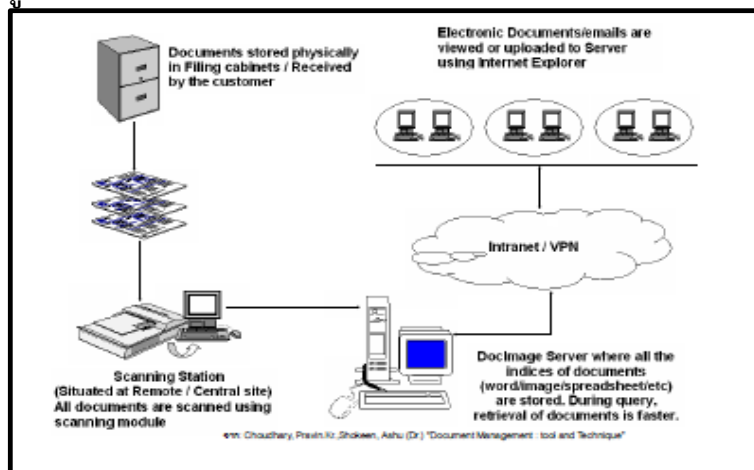 Documents stored physically
in Filing cabinets / Received
by the customer
Electronic Documents/emails are
viewed or uploaded to Server
using Internet Explorer
Intranet / VPN
Scanning Station
(Situated at Remote / Central site)
All documents are scanned using
scanning module
DocImage Server where all the
indices of documents
(word/image/spreadsheet/etc)
are stored. During query,
retrieval of documents is faster.
จาก: Choudhary, Pravin.Kr.,Shokeen, Ashu (Dr.) "Document Management : tool and Technique"